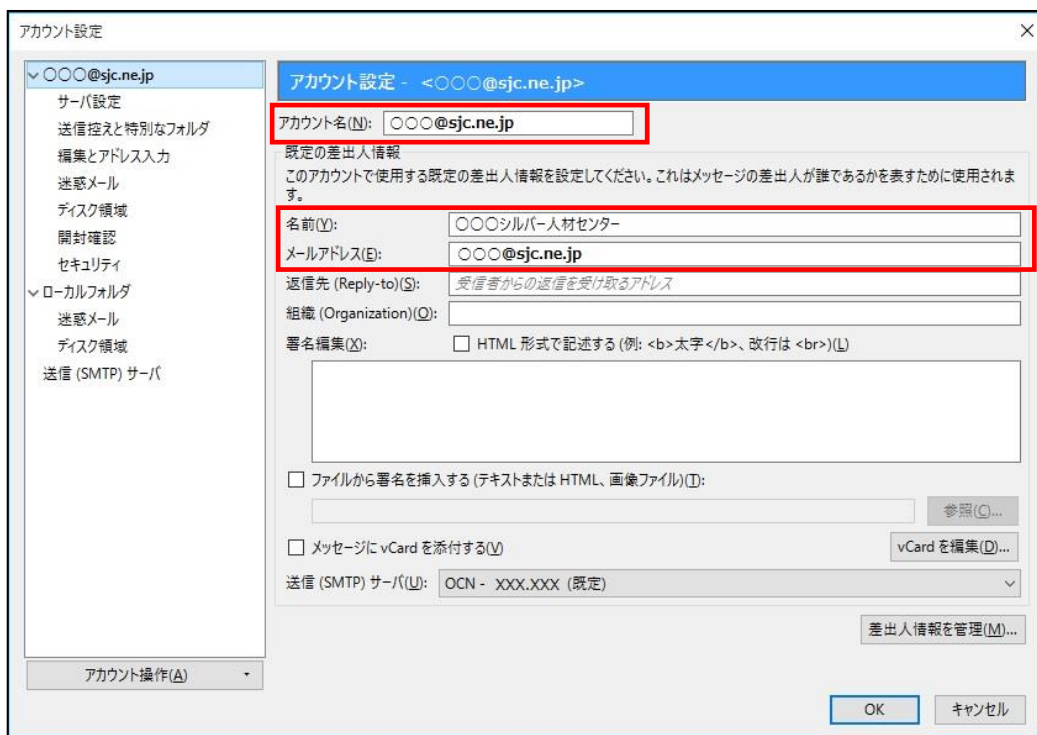 アカウント設定
○○○@sjc.ne.jp
サーバ設定
送信控えと特別なフォルダ
編集とアドレス入力
迷惑メール
ディスク領域
開封確認
セキュリティ
ローカルフォルダ
迷惑メール
ディスク領域
送信 (SMTP) サーバ
アカウント操作(A)
アカウント設定 - <○○○@sjc.ne.jp>
アカウント名(N): ○○○@sjc.ne.jp
既定の差出人情報
このアカウントで使用する既定の差出人情報を設定してください。これはメッセージの差出人が誰であるかを表すために使用されま
す。
名前(Y): ○○○シルバー人材センター
メールアドレス(E): ○○○@sjc.ne.jp
返信先 (Reply-to)(S): 受信者からの返信を受け取るアドレス
組織 (Organization)(O):
署名編集(X): HTML 形式で記述する (例: <b>太字</b>、改行は <br>)(L)
ファイルから署名を挿入する (テキストまたは HTML、画像ファイル)(T):
参照(C)...
メッセージに vCard を添付する(V) vCard を編集(D)...
送信 (SMTP) サーバ(U): OCN - XXX.XXX (既定)
差出人情報を管理(M)...
OK キャンセル